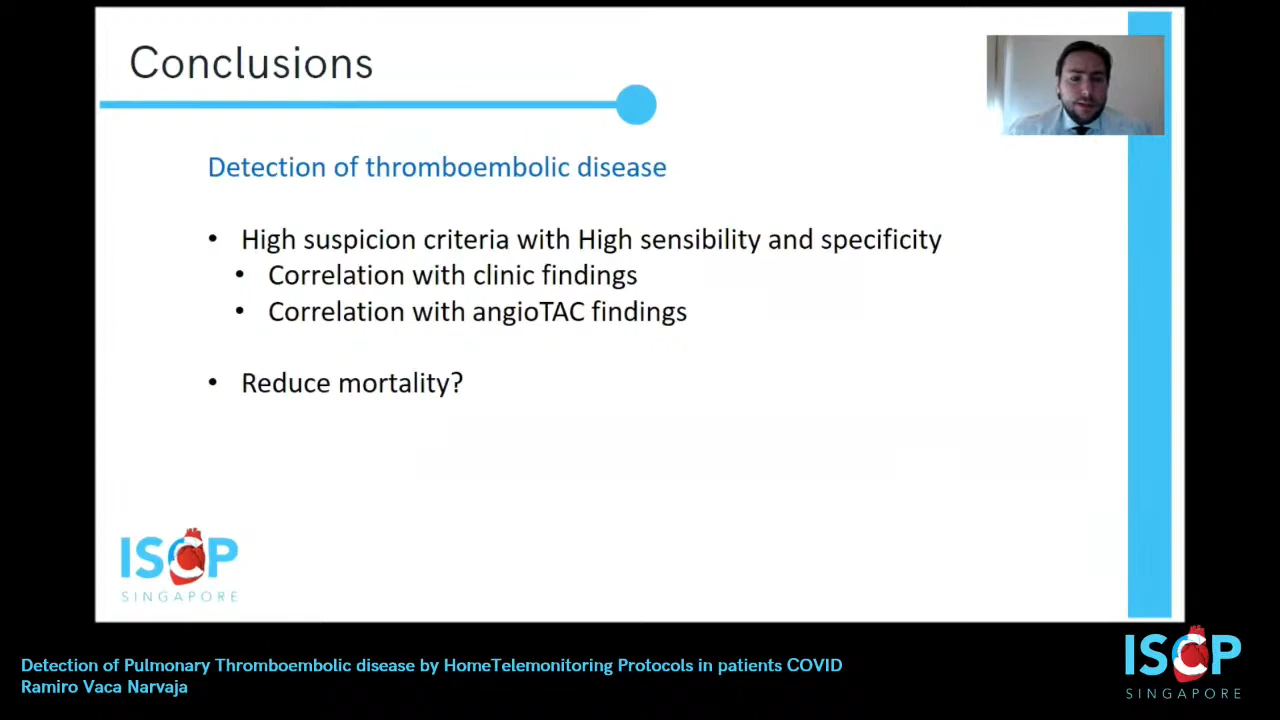 Conclusions
Detection of thromboembolic disease
• High suspicion criteria with High sensibility and specificity
• Correlation with clinic findings
• Correlation with angioTAC findings
• Reduce mortality?
ISCP
SINGAPORE
Detection of Pulmonary Thromboembolic disease by HomeTelemonitoring Protocols in patients COVID
Ramiro Vaca Narvaja
ISCP
SINGAPORE